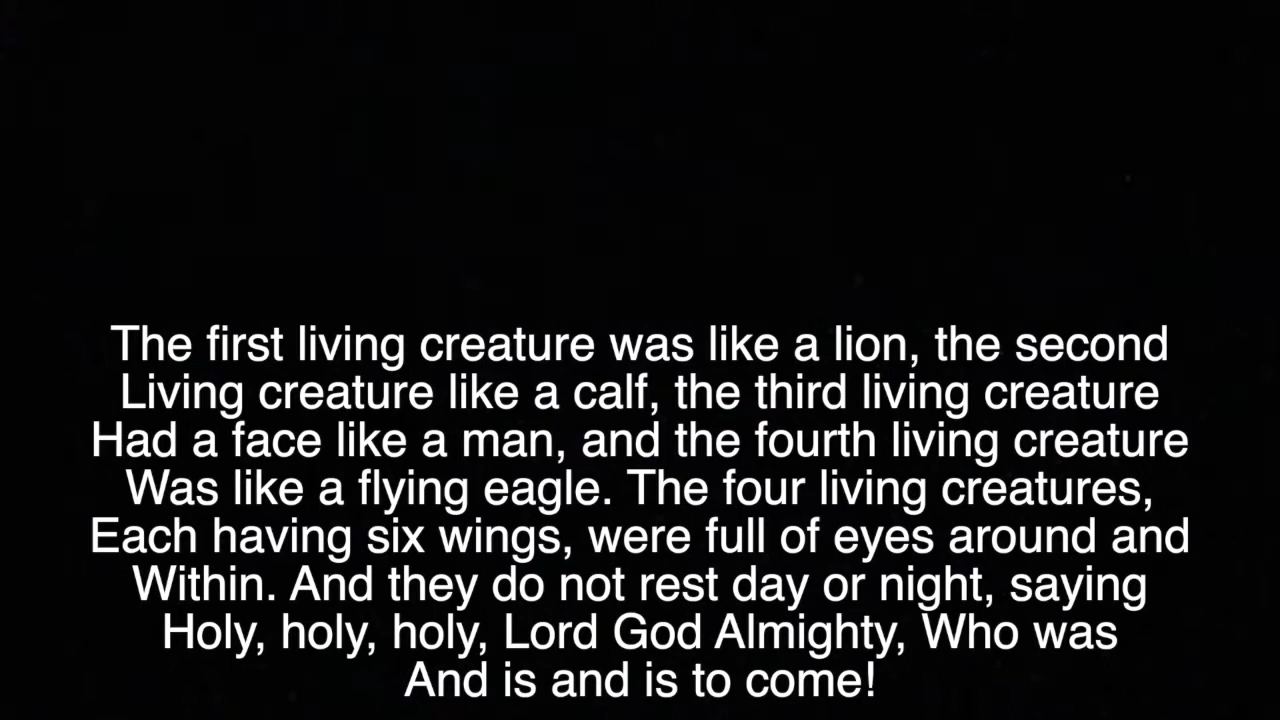 The first living creature was like a lion, the second
Living creature like a calf, the third living creature
Had a face like a man, and the fourth living creature
Was like a flying eagle. The four living creatures,
Each having six wings, were full of eyes around and
Within. And they do not rest day or night, saying
Holy, holy, holy, Lord God Almighty, Who was
And is and is to come!